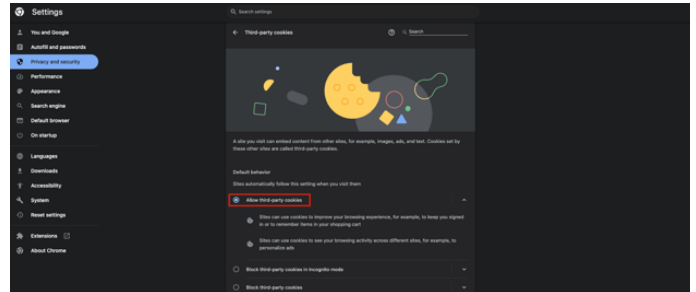 Settings
Search settings
You and Google
Autofill and passwords
Privacy and security
Performance
Appearance
Search engine
Default browser
On startup
Languages
Downloads
Accessibility
System
Reset settings
Extensions
About Chrome
Third-party cookies
Search
A site you visit can embed content from other sites, for example, images, ads, and text. Cookies set by
these other sites are called third-party cookies.
Default behavior
Sites automatically follow this setting when you visit them
Allow third-party cookies
Sites can use cookies to improve your browsing experience, for example, to keep you signed
in or to remember items in your shopping cart
Sites can use cookies to see your browsing activity across different sites, for example, to
personalize ads
Block third-party cookies in Incognito mode
Block third-party cookies